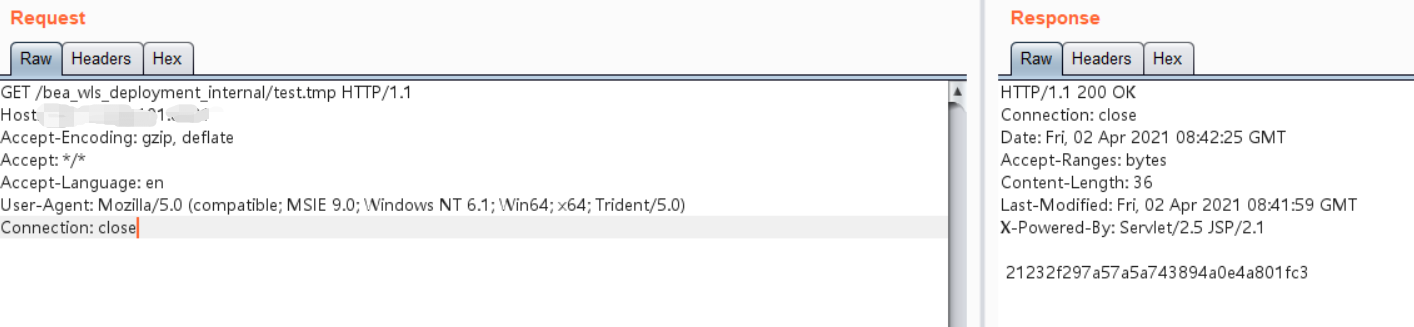 Request
Raw Headers Hex
GET /bea_wls_deployment_internal/test.tmp HTTP/1.1
Host:
Accept-Encoding: gzip, deflate
Accept: */*
Accept-Language: en
User-Agent: Mozilla/5.0 (compatible; MSIE 9.0; Windows NT 6.1; Win64; x64; Trident/5.0)
Connection: close
Response
Raw Headers Hex
HTTP/1.1 200 OK
Connection: close
Date: Fri, 02 Apr 2021 08:42:25 GMT
Accept-Ranges: bytes
Content-Length: 36
Last-Modified: Fri, 02 Apr 2021 08:41:59 GMT
X-Powered-By: Servlet/2.5 JSP/2.1
21232f297a57a5a743894a0e4a801fc3